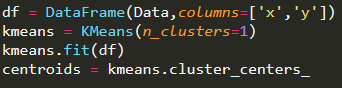 df = DataFrame(Data,columns=['x','y'])
kmeans = KMeans(n_clusters=1)
kmeans.fit(df)
centroids = kmeans.cluster_centers_